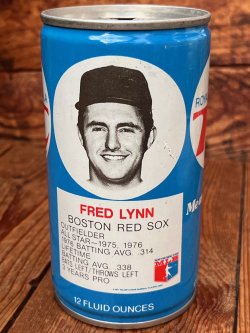 FRED LYNN
BOSTON RED SOX
OUTFIELDER
ALL STAR—1975, 1976
1976 BATTING AVG. .314
LIFETIME
BATTING AVG. .338
BATS LEFT/THROWS LEFT
3 YEARS PRO
12 FLUID OUNCES